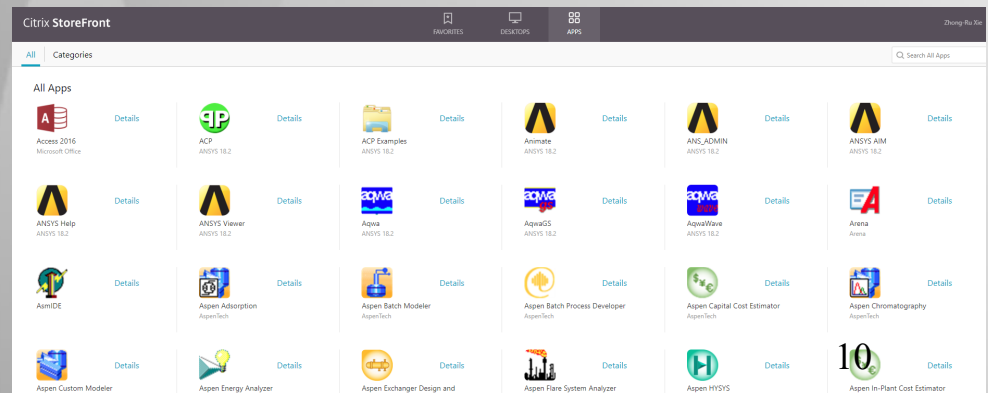 Citrix StoreFront
FAVORITES
DESKTOPS
APPS
Zhong-Ru Xie
All
Categories
Search All Apps
All Apps
Details
Details
Details
Details
Details
Details
Access 2016
ACP
ACP Examples
Animate
ANS_ADMIN
ANSYS AIM
Microsoft Office
ANSYS 18.2
ANSYS 18.2
ANSYS 18.2
ANSYS 18.2
ANSYS 18.2
aqwa
aqwa gs
aqwa wave
Details
Details
Details
Details
Details
Details
ANSYS Help
ANSYS Viewer
Aqwa
AqwaGS
AqwaWave
Arena
ANSYS 18.2
ANSYS 18.2
ANSYS 18.2
ANSYS 18.2
ANSYS 18.2
Arena
Details
Details
Details
Details
Details
Details
AsmIDE
Aspen Adsorption
Aspen Batch Modeler
Aspen Batch Process Developer
Aspen Capital Cost Estimator
Aspen Chromatography
AspenTech
AspenTech
AspenTech
AspenTech
AspenTech
Details
Details
Details
Details
Details
10
Details
Aspen Custom Modeler
Aspen Energy Analyzer
Aspen Exchanger Design and
Aspen Flare System Analyzer
Aspen HYSYS
Aspen In-Plant Cost Estimator